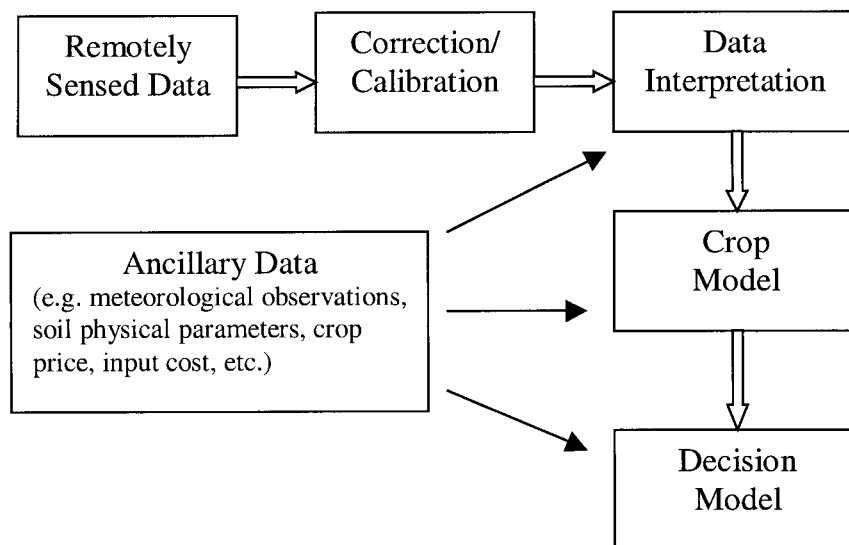 Remotely
Sensed Data
Correction/
Calibration
Data
Interpretation
Ancillary Data
(e.g. meteorological observations,
soil physical parameters, crop
price, input cost, etc.)
Crop
Model
Decision
Model